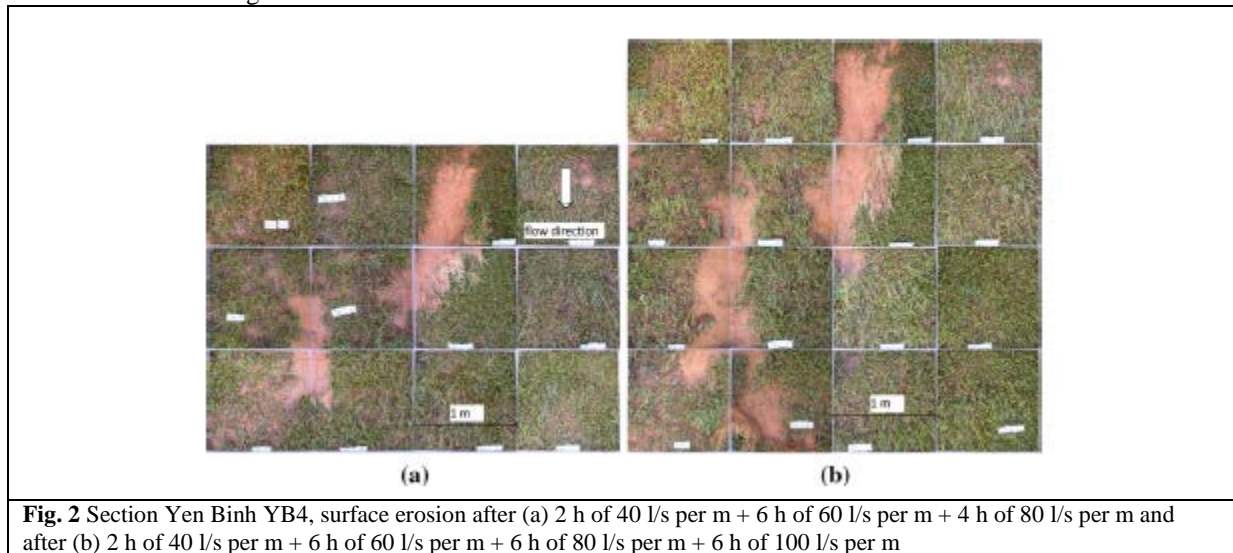 flow direction
1 m
1 m
(a)
(b)
Fig. 2 Section Yen Binh YB4, surface erosion after (a) 2 h of 40 l/s per m + 6 h of 60 l/s per m + 4 h of 80 l/s per m and
after (b) 2 h of 40 l/s per m + 6 h of 60 l/s per m + 6 h of 80 l/s per m + 6 h of 100 l/s per m